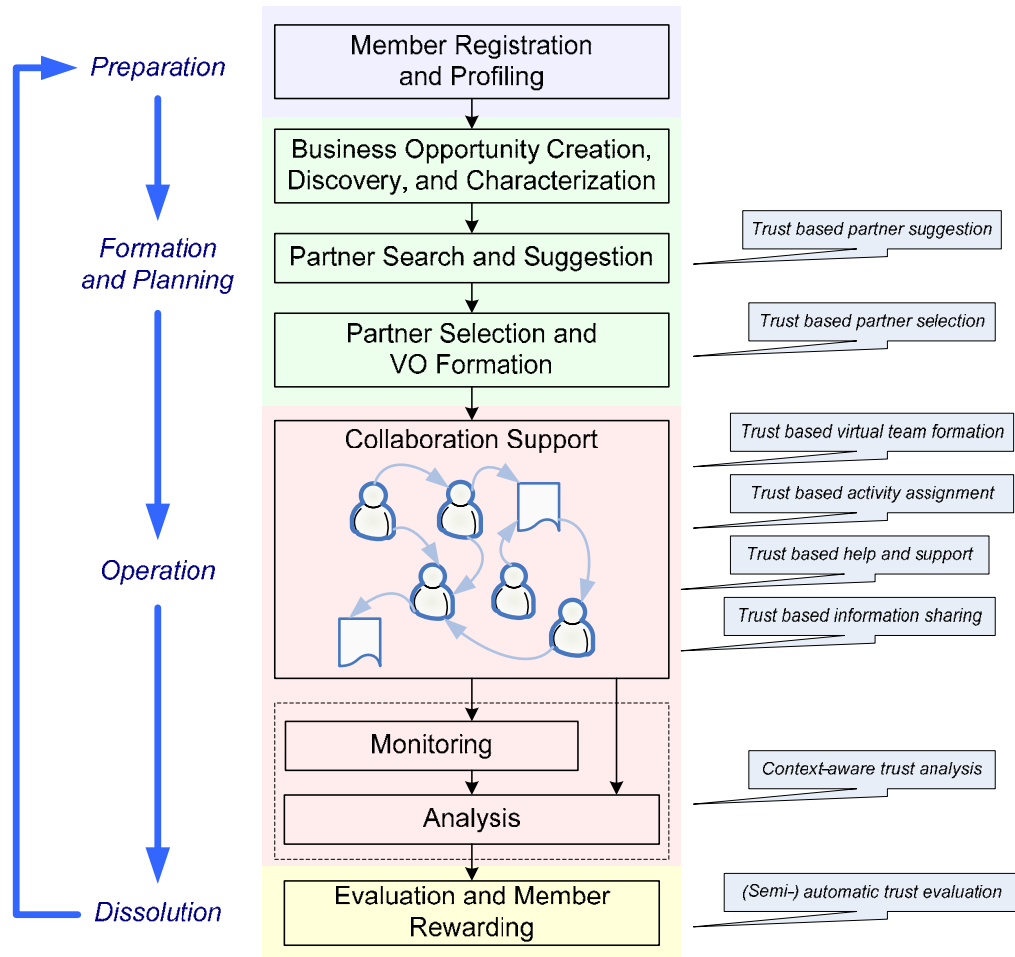 Preparation
Member Registration
and Profiling
Business Opportunity Creation,
Discovery, and Characterization
Formation
and Planning
Partner Search and Suggestion
Trust based partner suggestion
Partner Selection and
VO Formation
Trust based partner selection
Operation
Collaboration Support
Trust based virtual team formation
Trust based activity assignment
Trust based help and support
Trust based information sharing
Monitoring
Analysis
Context-aware trust analysis
Dissolution
Evaluation and Member
Rewarding
(Semi-) automatic trust evaluation